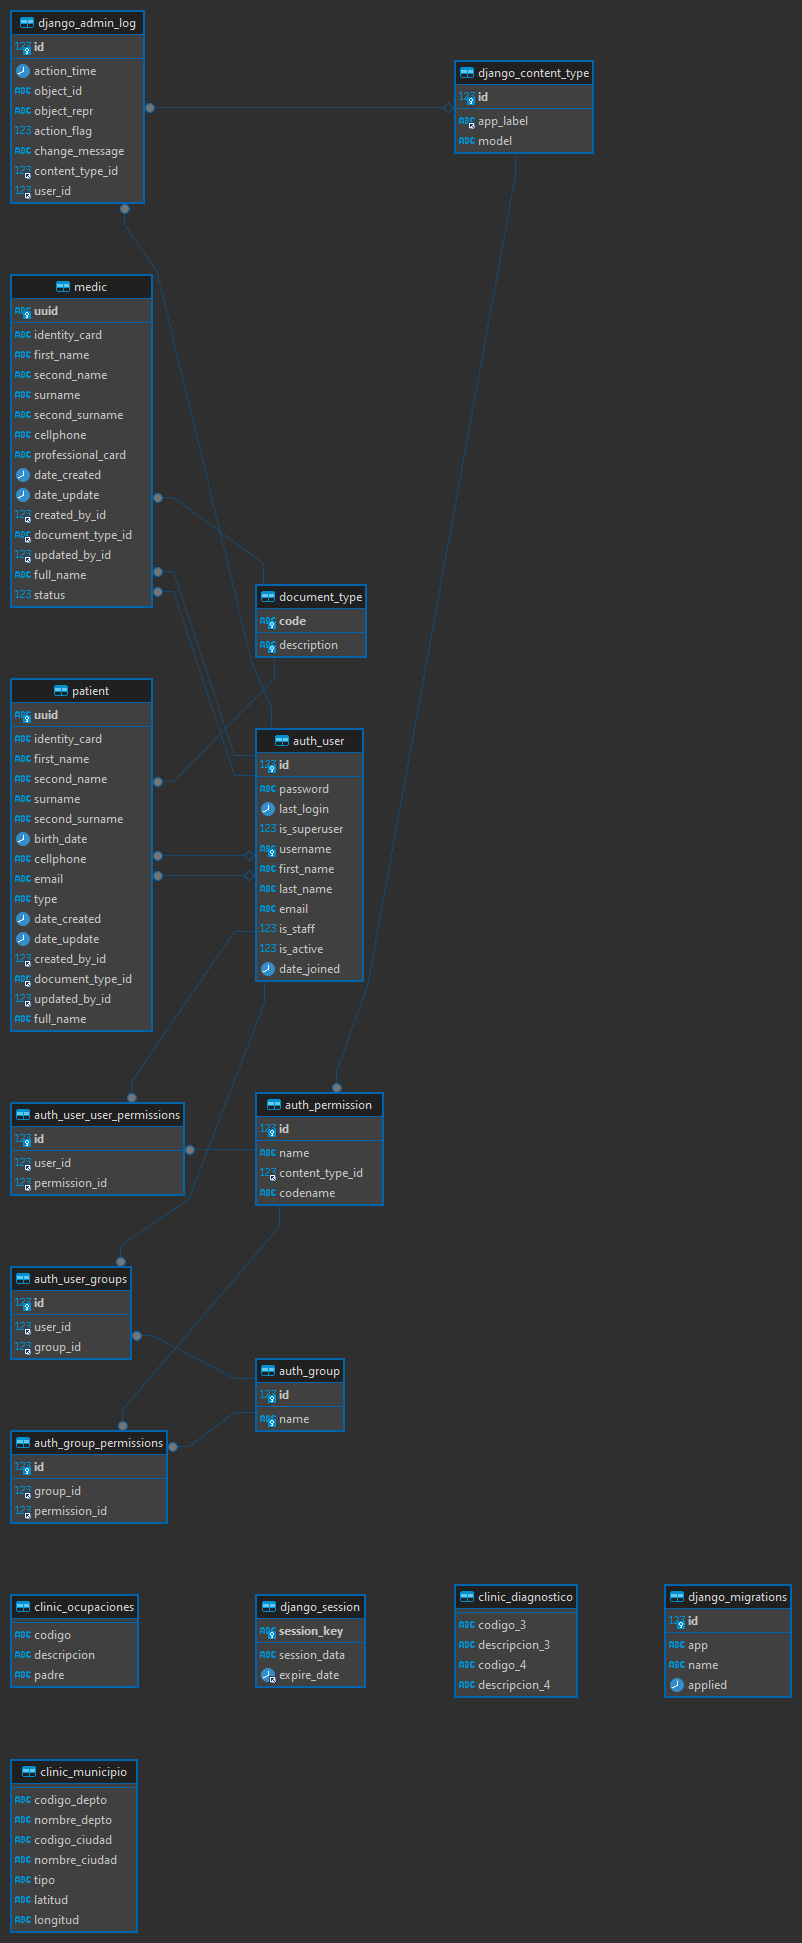 django_admin_log
123 id
action_time
ABC object_id
ABC object_repr
123 action_flag
ABC change_message
123 content_type_id
123 user_id
django_content_type
123 id
ABC app_label
ABC model
medic
ABC uuid
ABC identity_card
ABC first_name
ABC second_name
ABC surname
ABC second_surname
ABC cellphone
ABC professional_card
date_created
date_update
123 created_by_id
ABC document_type_id
123 updated_by_id
ABC full_name
123 status
document_type
ABC code
ABC description
patient
ABC uuid
ABC identity_card
ABC first_name
ABC second_name
ABC surname
ABC second_surname
birth_date
ABC cellphone
ABC email
ABC type
date_created
date_update
123 created_by_id
ABC document_type_id
123 updated_by_id
ABC full_name
auth_user
123 id
ABC password
last_login
123 is_superuser
ABC username
ABC first_name
ABC last_name
ABC email
123 is_staff
123 is_active
date_joined
auth_user_user_permissions
123 id
123 user_id
123 permission_id
auth_permission
123 id
ABC name
123 content_type_id
ABC codename
auth_user_groups
123 id
123 user_id
123 group_id
auth_group
123 id
ABC name
auth_group_permissions
123 id
123 group_id
123 permission_id
clinic_ocupaciones
ABC codigo
ABC descripcion
ABC padre
django_session
ABC session_key
ABC session_data
expire_date
clinic_diagnostico
ABC codigo_3
ABC descripcion_3
ABC codigo_4
ABC descripcion_4
django_migrations
123 id
ABC app
ABC name
applied
clinic_municipio
ABC codigo_depto
ABC nombre_depto
ABC codigo_ciudad
ABC nombre_ciudad
ABC tipo
ABC latitud
ABC longitud